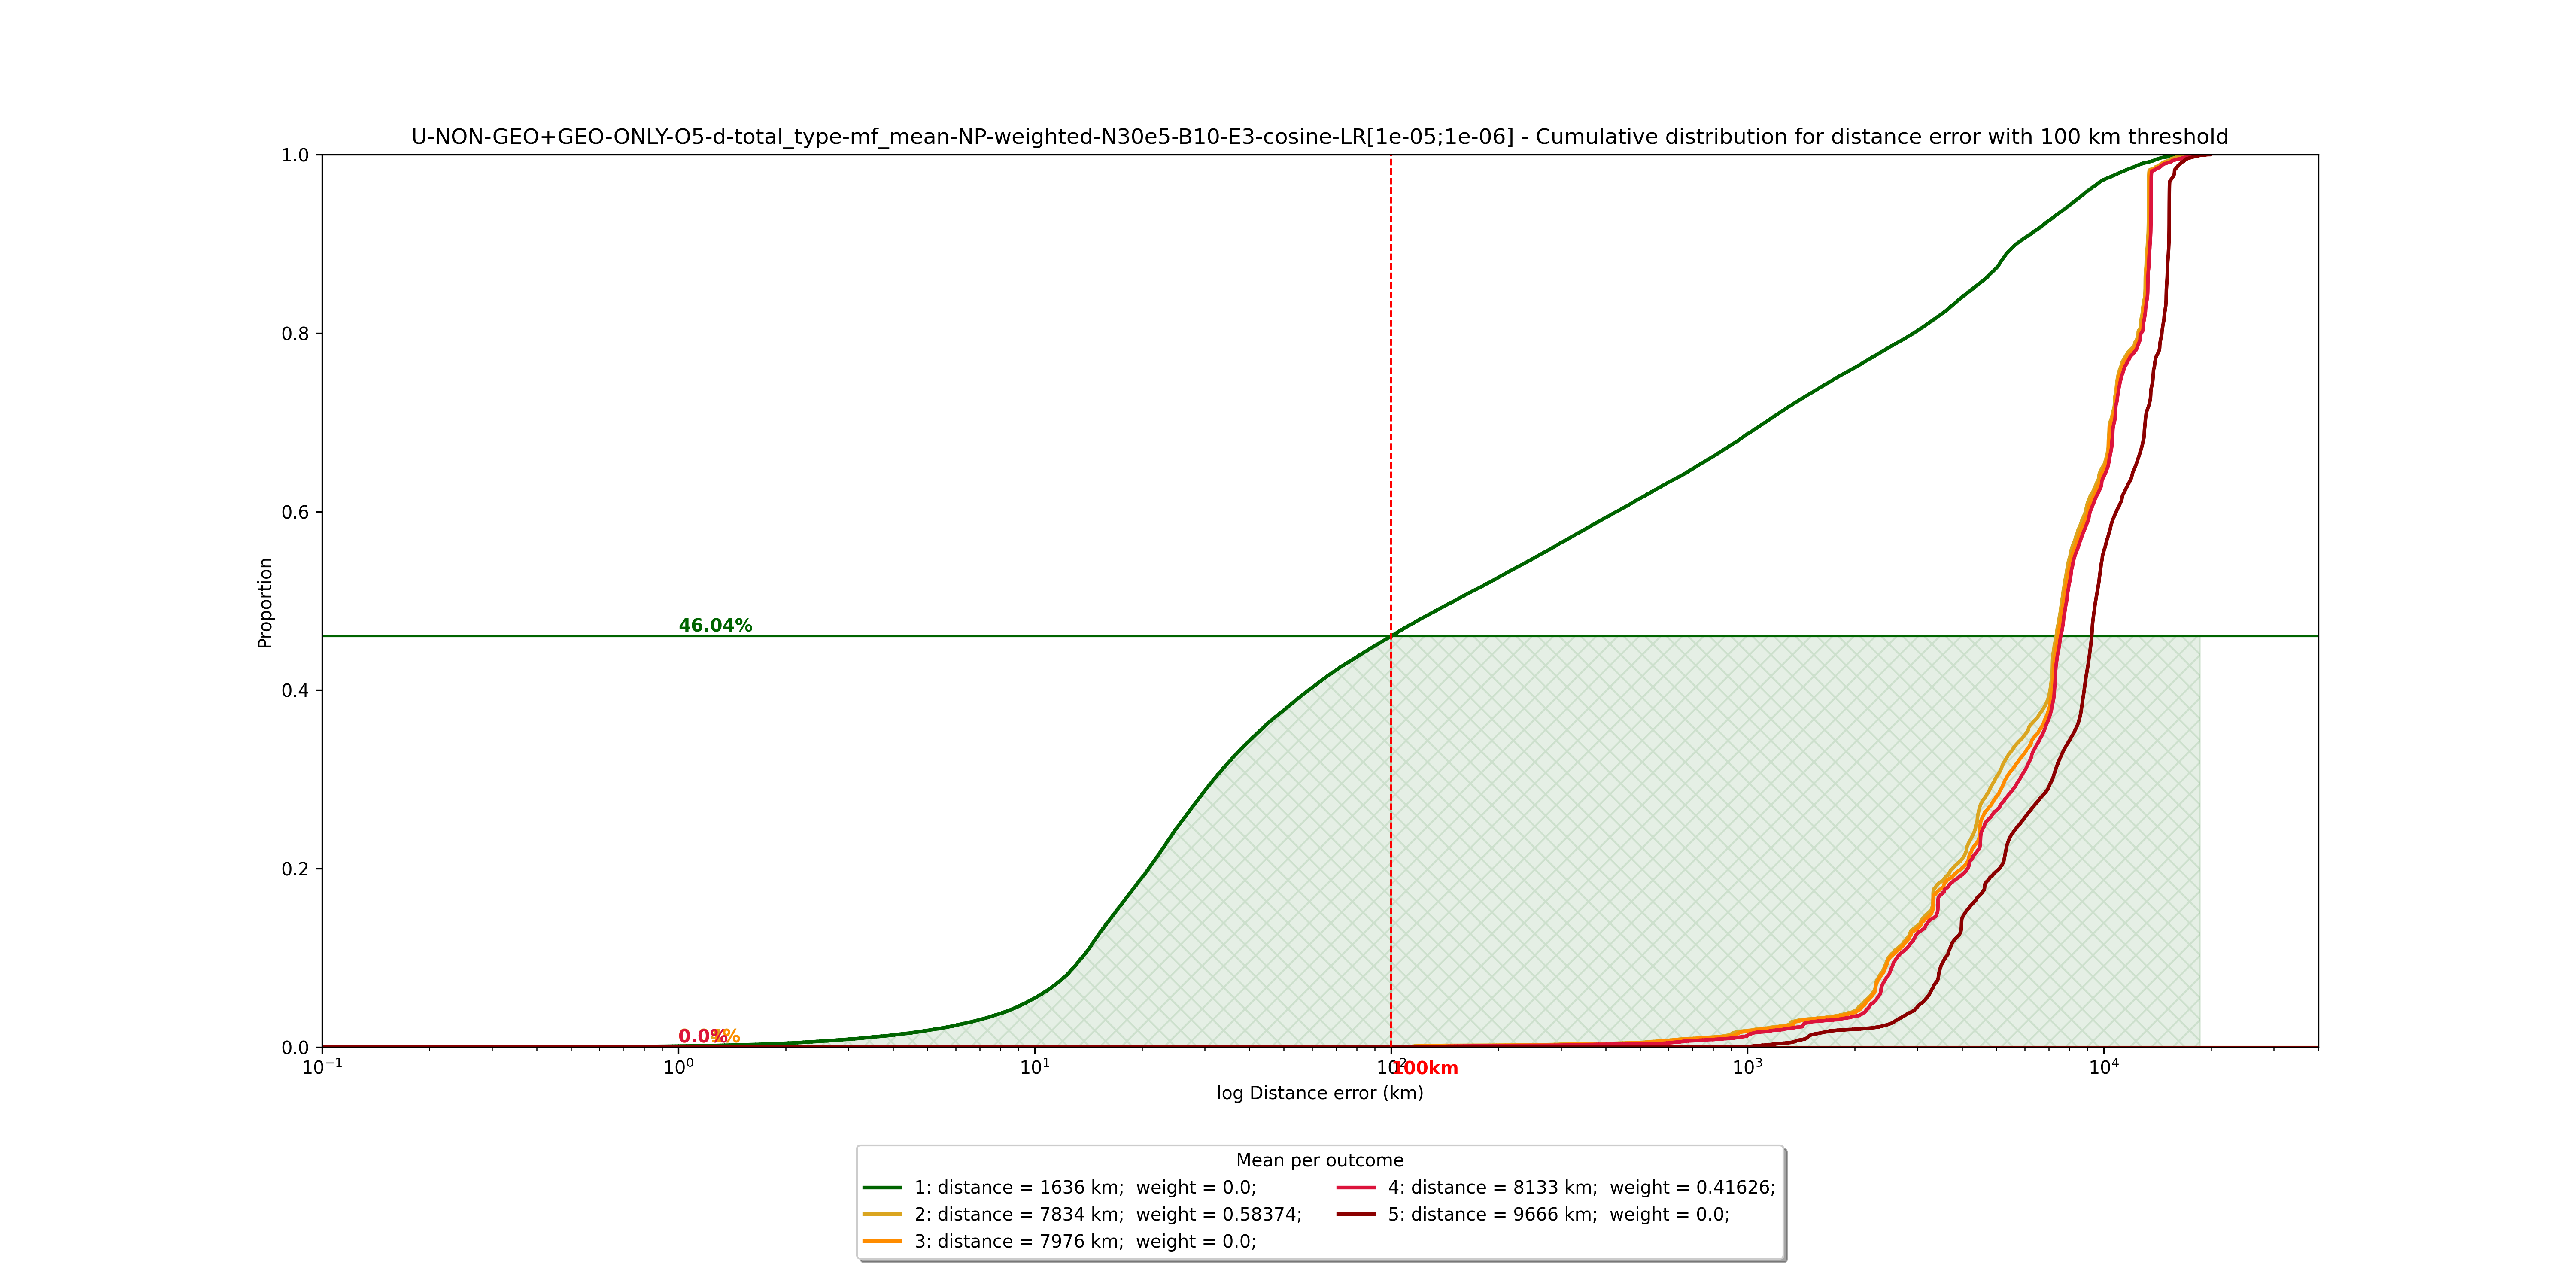 U-NON-GEO+GEO-ONLY-O5-d-total_type-mf_mean-NP-weighted-N30e5-B10-E3-cosine-LR[1e-05;1e-06] - Cumulative distribution for distance error with 100 km threshold
1.0
0.8
0.6
0.4
0.2
0.0
Proportion
46.04%
0.0%
10⁻¹
10⁰
10¹
10²
100km
10³
10⁴
log Distance error (km)
Mean per outcome
1: distance = 1636 km; weight = 0.0;
2: distance = 7834 km; weight = 0.58374;
3: distance = 7976 km; weight = 0.0;
4: distance = 8133 km; weight = 0.41626;
5: distance = 9666 km; weight = 0.0;